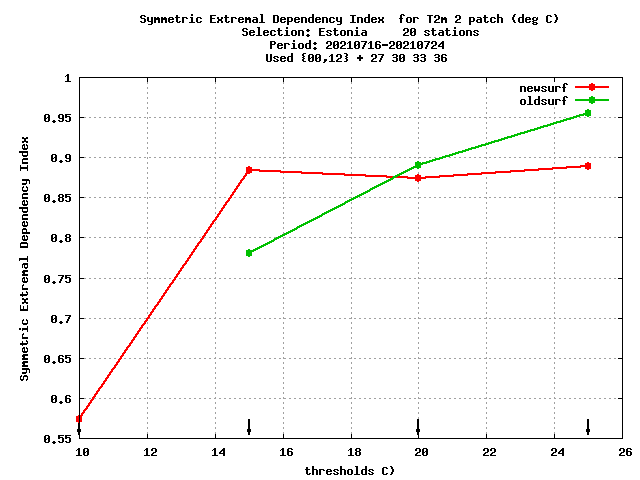 Symmetric Extremal Dependency Index  for T2m 2 patch (deg C)
Selection: Estonia     20 stations
Period: 20210716-20210724
Used {00,12} + 27 30 33 36
newsurf
oldsurf
1
0.95
0.9
0.85
0.8
0.75
0.7
0.65
0.6
0.55
Symmetric Extremal Dependency Index
10 12 14 16 18 20 22 24 26
thresholds C)